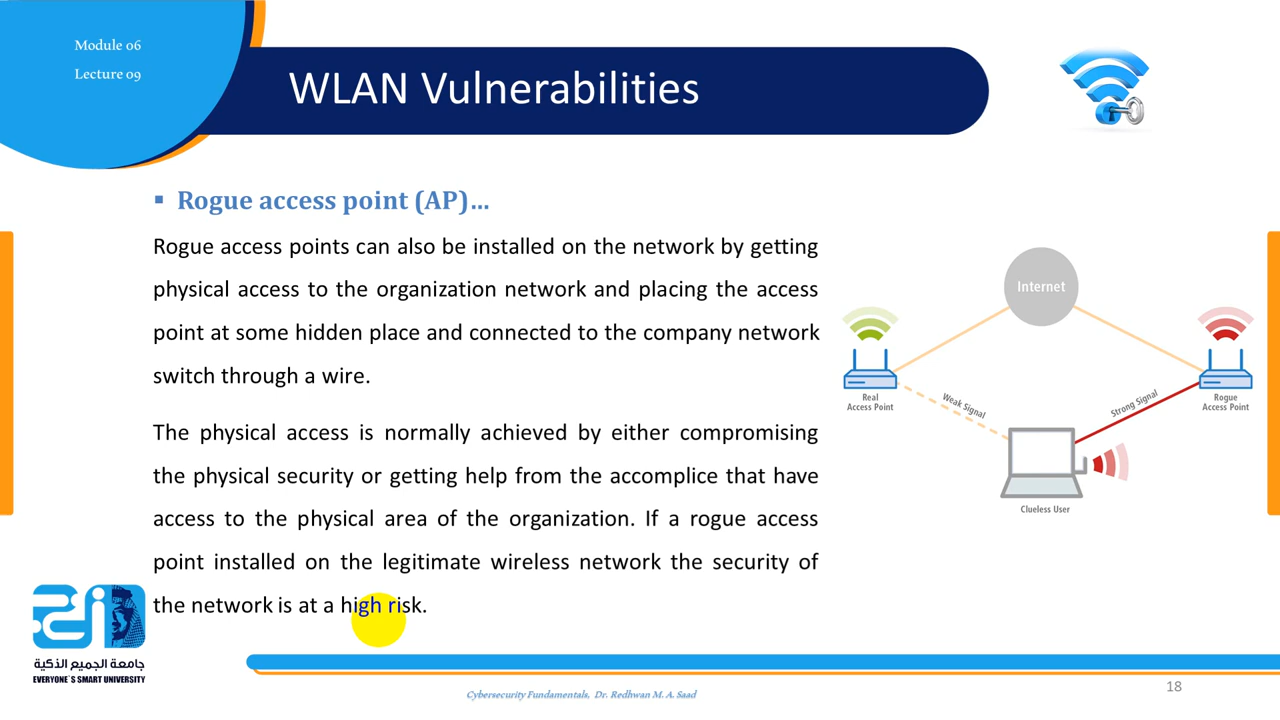 Module 06
Lecture 09
WLAN Vulnerabilities
▪ Rogue access point (AP)...
Rogue access points can also be installed on the network by getting
physical access to the organization network and placing the access
point at some hidden place and connected to the company network
switch through a wire.
The physical access is normally achieved by either compromising
the physical security or getting help from the accomplice that have
access to the physical area of the organization. If a rogue access
point installed on the legitimate wireless network the security of
the network is at a high risk.
Internet
Real
Access Point
Weak Signal
Strong Signal
Rogue
Access Point
Clueless User
جامعة الجميع الذكية
EVERYONE`S SMART UNIVERSITY
Cybersecurity Fundamentals, Dr. Redhwan M. A. Saad
18